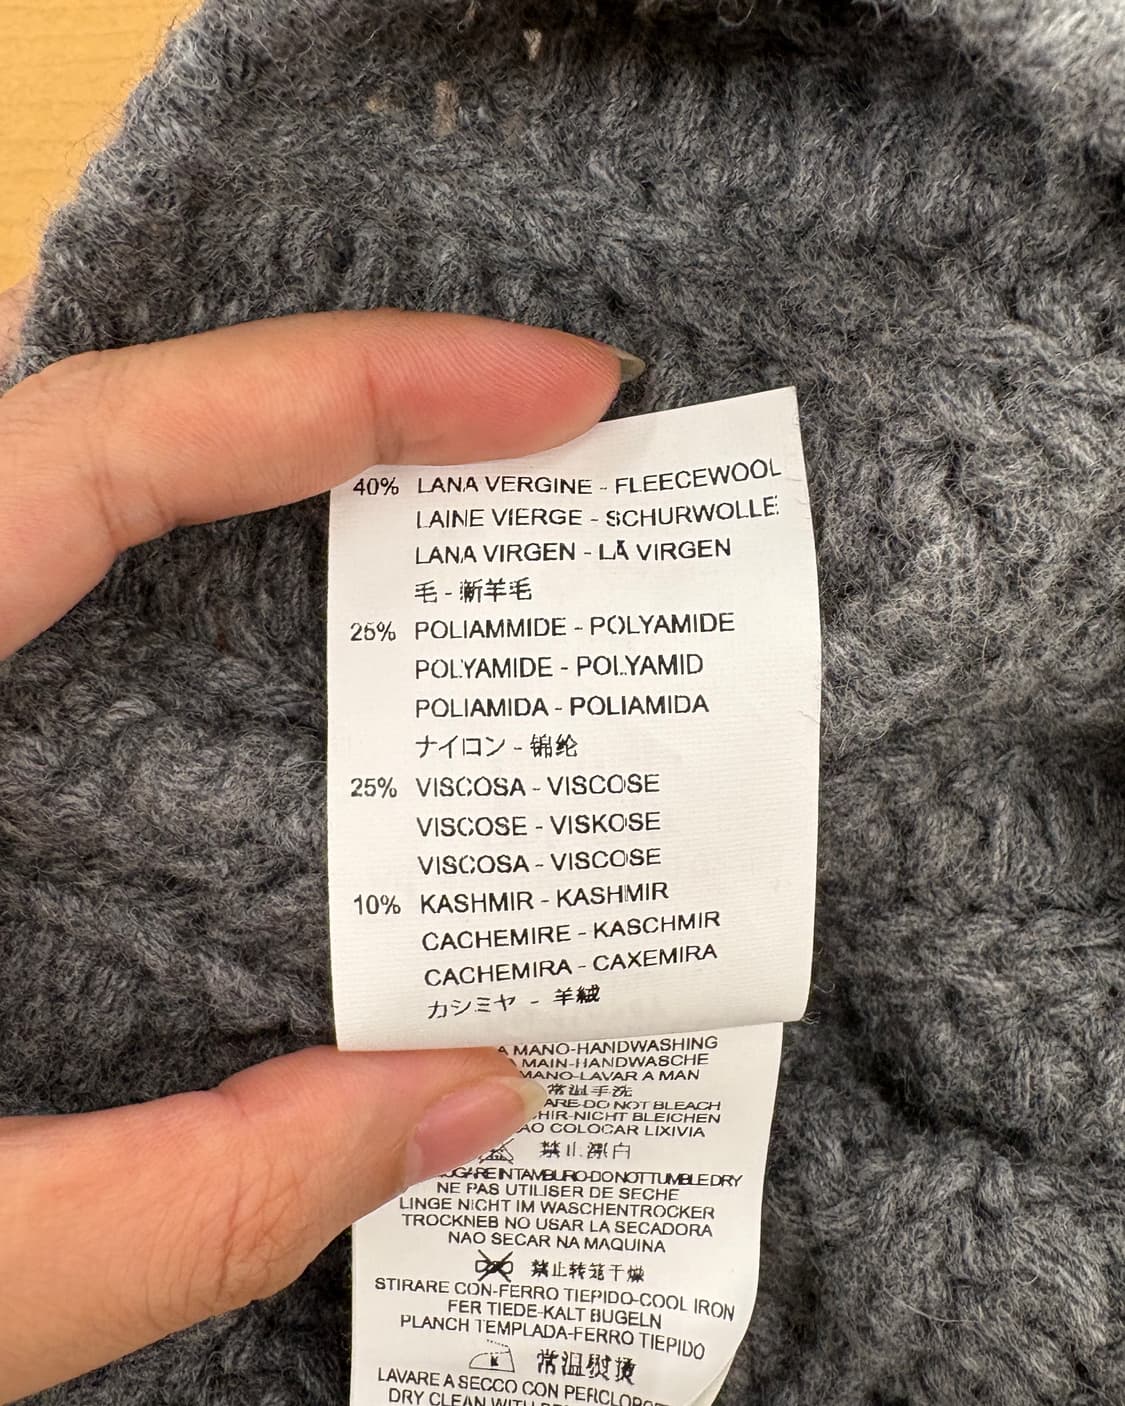 40% LANA VERGINE - FLEECEWOOL
LAINE VIERGE - SCHURWOLLE
LANA VIRGEN - LÃ VIRGEN
毛 - 新羊毛
25% POLIAMMIDE - POLYAMIDE
POLYAMIDE - POLYAMID
POLIAMIDA - POLIAMIDA
ナイロン - 锦纶
25% VISCOSA - VISCOSE
VISCOSE - VISKOSE
VISCOSA - VISCOSE
10% KASHMIR - KASHMIR
CACHEMIRE - KASCHMIR
CACHEMIRA - CAXEMIRA
カシミヤ - 羊絨
A MANO-HANDWASHING
MAIN-HANDWASCHE
MANO-LAVAR A MAN
常温手洗
ARE-DO NOT BLEACH
HIR-NICHT BLEICHEN
AO COLOCAR LIXIVIA
禁止漂白
UGARE IN TAMBURO-DO NOT TUMBLE DRY
NE PAS UTILISER DE SECHE
LINGE NICHT IM WASCHENTROCKER
TROCKNEB NO USAR LA SECADORA
NAO SECAR NA MAQUINA
禁止转笼干燥
STIRARE CON-FERRO TIEPIDO-COOL IRON
FER TIEDE-KALT BUGELN
PLANCH TEMPLADA-FERRO TIEPIDO
常温熨烫
LAVARE A SECCO CON PERCLOR
DRY CLEAN WITH